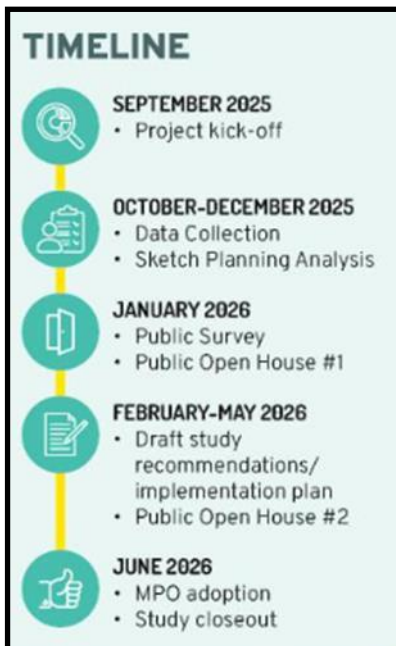 TIMELINE
SEPTEMBER 2025
• Project kick-off
OCTOBER-DECEMBER 2025
• Data Collection
• Sketch Planning Analysis
JANUARY 2026
• Public Survey
• Public Open House #1
FEBRUARY-MAY 2026
• Draft study
recommendations/
implementation plan
• Public Open House #2
JUNE 2026
• MPO adoption
• Study closeout